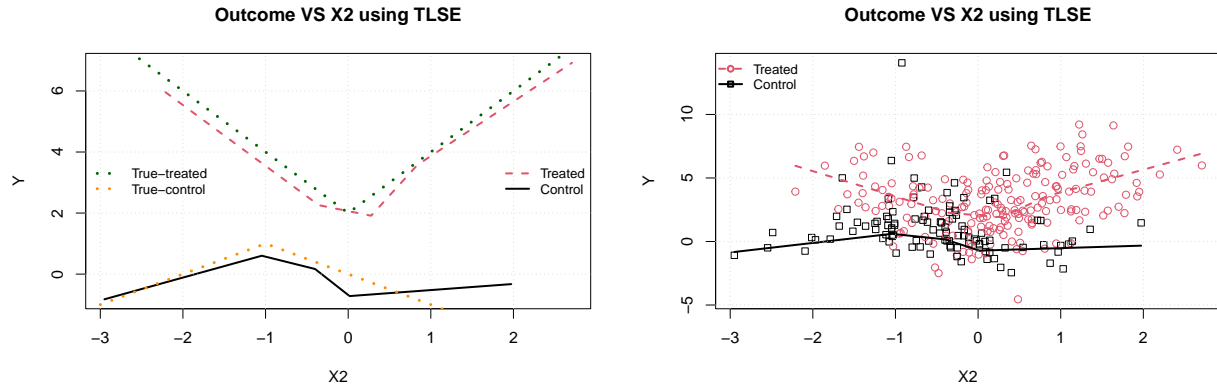 Outcome VS X2 using TLSE
6
4
2
0
Y
True−treated
True−control
Treated
Control
−3 −2 −1 0 1 2
X2
Outcome VS X2 using TLSE
Treated
Control
10
5
0
−5
Y
−3 −2 −1 0 1 2
X2